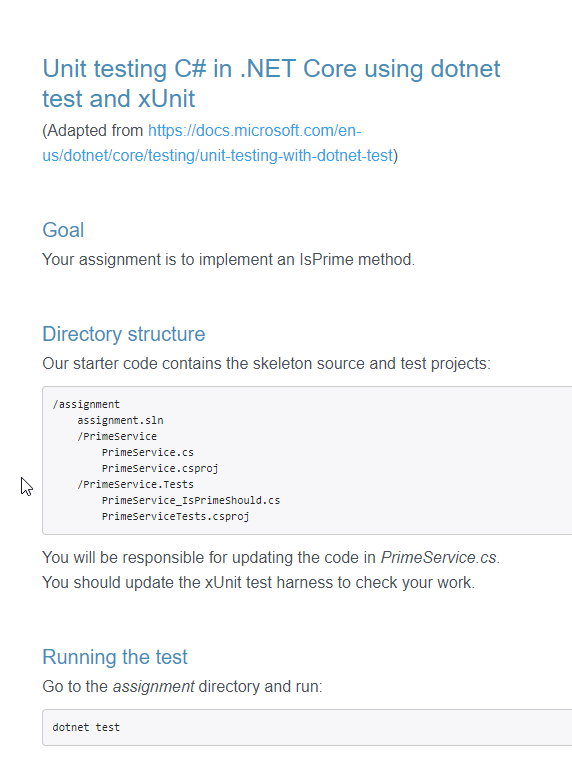 Unit testing C# in .NET Core using dotnet
test and xUnit
(Adapted from https://docs.microsoft.com/en-
us/dotnet/core/testing/unit-testing-with-dotnet-test)
Goal
Your assignment is to implement an IsPrime method.
Directory structure
Our starter code contains the skeleton source and test projects:
/assignment
    assignment.sln
    /PrimeService
        PrimeService.cs
        PrimeService.csproj
    /PrimeService.Tests
        PrimeService_IsPrimeShould.cs
        PrimeServiceTests.csproj
You will be responsible for updating the code in PrimeService.cs.
You should update the xUnit test harness to check your work.
Running the test
Go to the assignment directory and run:
dotnet test